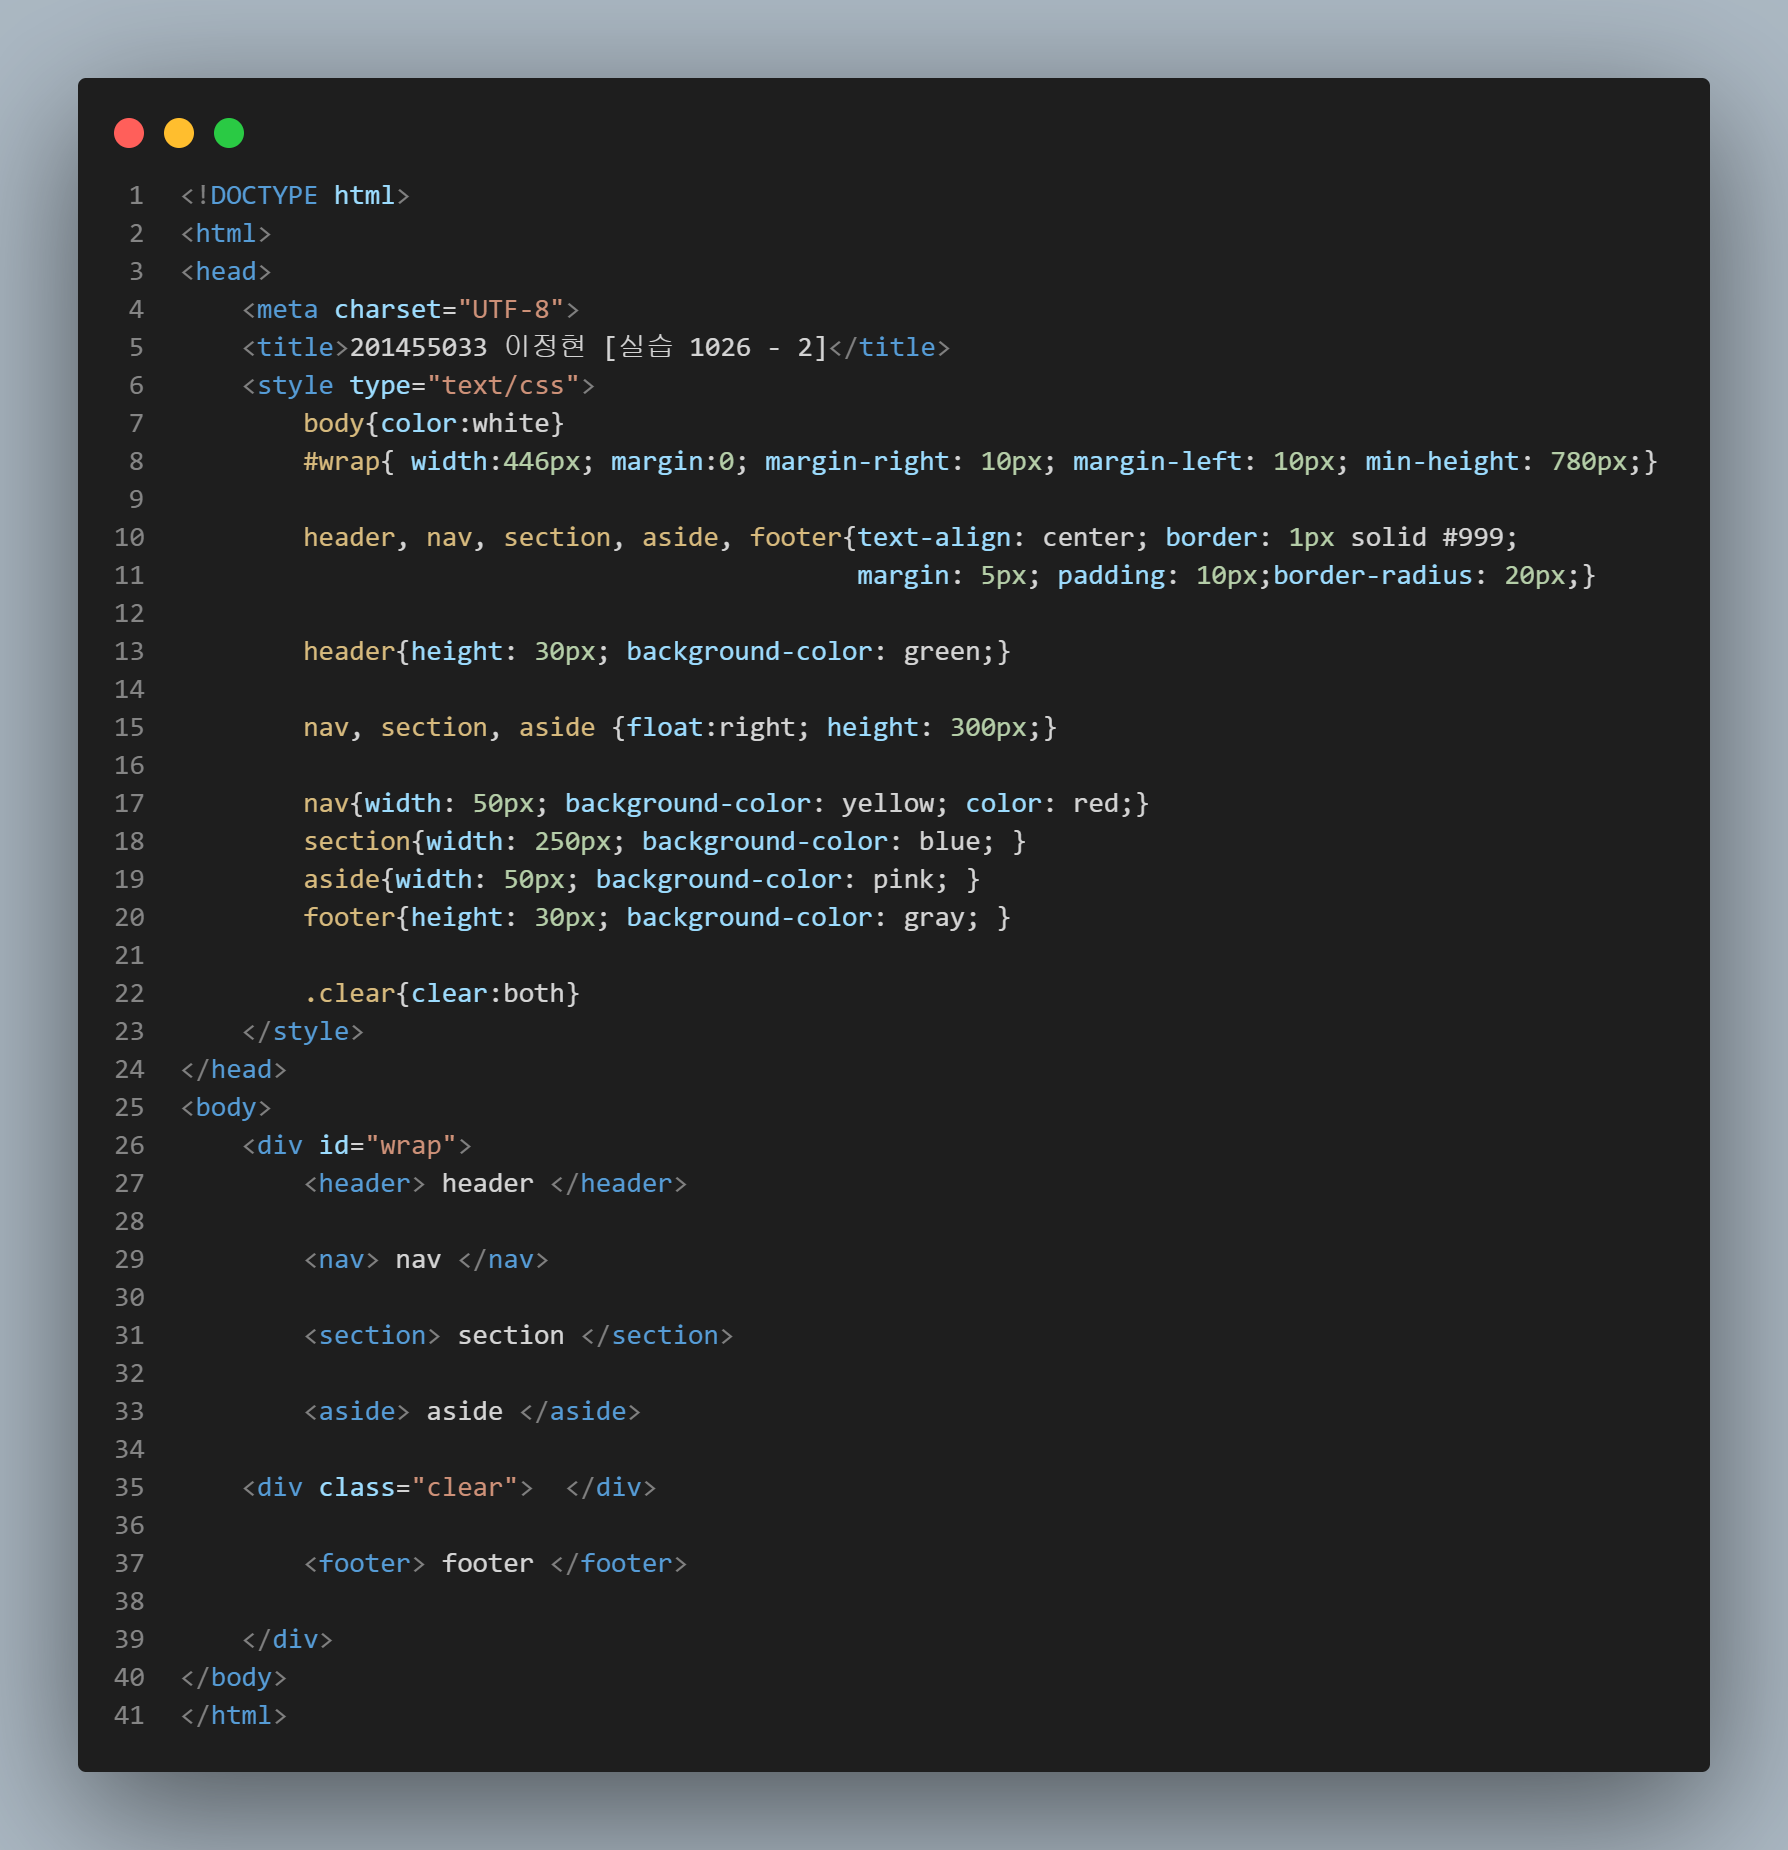 1 <!DOCTYPE html>
2 <html>
3 <head>
4     <meta charset="UTF-8">
5     <title>201455033 이정현 [실습 1026 - 2]</title>
6     <style type="text/css">
7         body{color:white}
8         #wrap{ width:446px; margin:0; margin-right: 10px; margin-left: 10px; min-height: 780px;}
9
10         header, nav, section, aside, footer{text-align: center; border: 1px solid #999;
11                                             margin: 5px; padding: 10px;border-radius: 20px;}
12
13         header{height: 30px; background-color: green;}
14
15         nav, section, aside {float:right; height: 300px;}
16
17         nav{width: 50px; background-color: yellow; color: red;}
18         section{width: 250px; background-color: blue; }
19         aside{width: 50px; background-color: pink; }
20         footer{height: 30px; background-color: gray; }
21
22         .clear{clear:both}
23     </style>
24 </head>
25 <body>
26     <div id="wrap">
27         <header> header </header>
28
29         <nav> nav </nav>
30
31         <section> section </section>
32
33         <aside> aside </aside>
34
35     <div class="clear">  </div>
36
37         <footer> footer </footer>
38
39     </div>
40 </body>
41 </html>